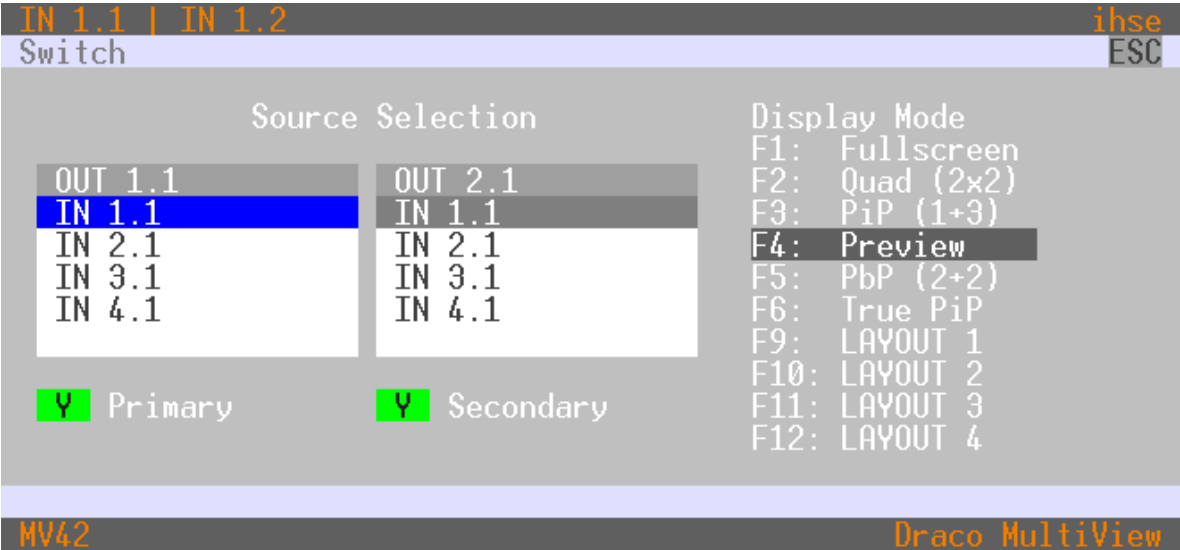 IN 1.1 | IN 1.2 ihse
Switch ESC
Source Selection
OUT 1.1
IN 1.1
IN 2.1
IN 3.1
IN 4.1
Y Primary
OUT 2.1
IN 1.1
IN 2.1
IN 3.1
IN 4.1
Y Secondary
Display Mode
F1: Fullscreen
F2: Quad (2x2)
F3: PiP (1+3)
F4: Preview
F5: PbP (2+2)
F6: True PiP
F9: LAYOUT 1
F10: LAYOUT 2
F11: LAYOUT 3
F12: LAYOUT 4
MV42 Draco MultiView